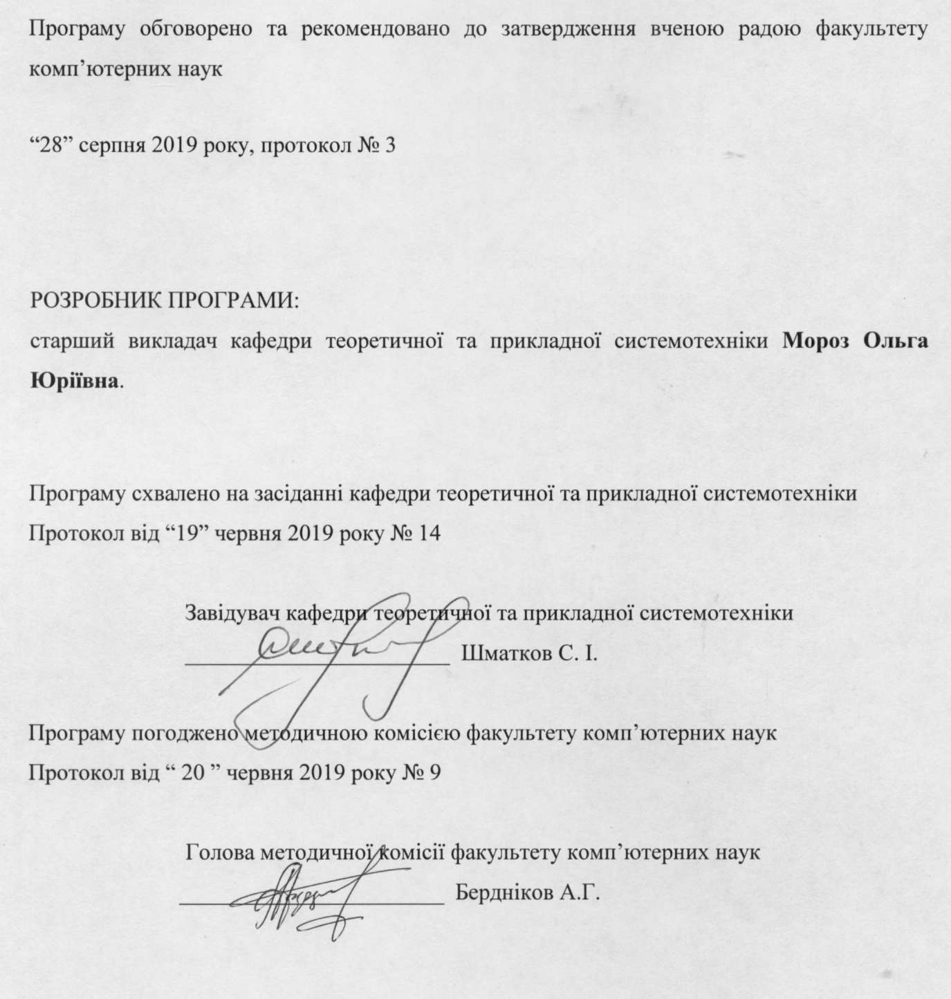 Програму обговорено та рекомендовано до затвердження вченою радою факультету
комп’ютерних наук
“28” серпня 2019 року, протокол № 3
РОЗРОБНИК ПРОГРАМИ:
старший викладач кафедри теоретичної та прикладної системотехніки Мороз Ольга
Юріївна.
Програму схвалено на засіданні кафедри теоретичної та прикладної системотехніки
Протокол від “19” червня 2019 року № 14
Завідувач кафедри теоретичної та прикладної системотехніки
Шматков С. І.
Програму погоджено методичною комісією факультету комп’ютерних наук
Протокол від “ 20 ” червня 2019 року № 9
Голова методичної комісії факультету комп’ютерних наук
Бердніков А.Г.